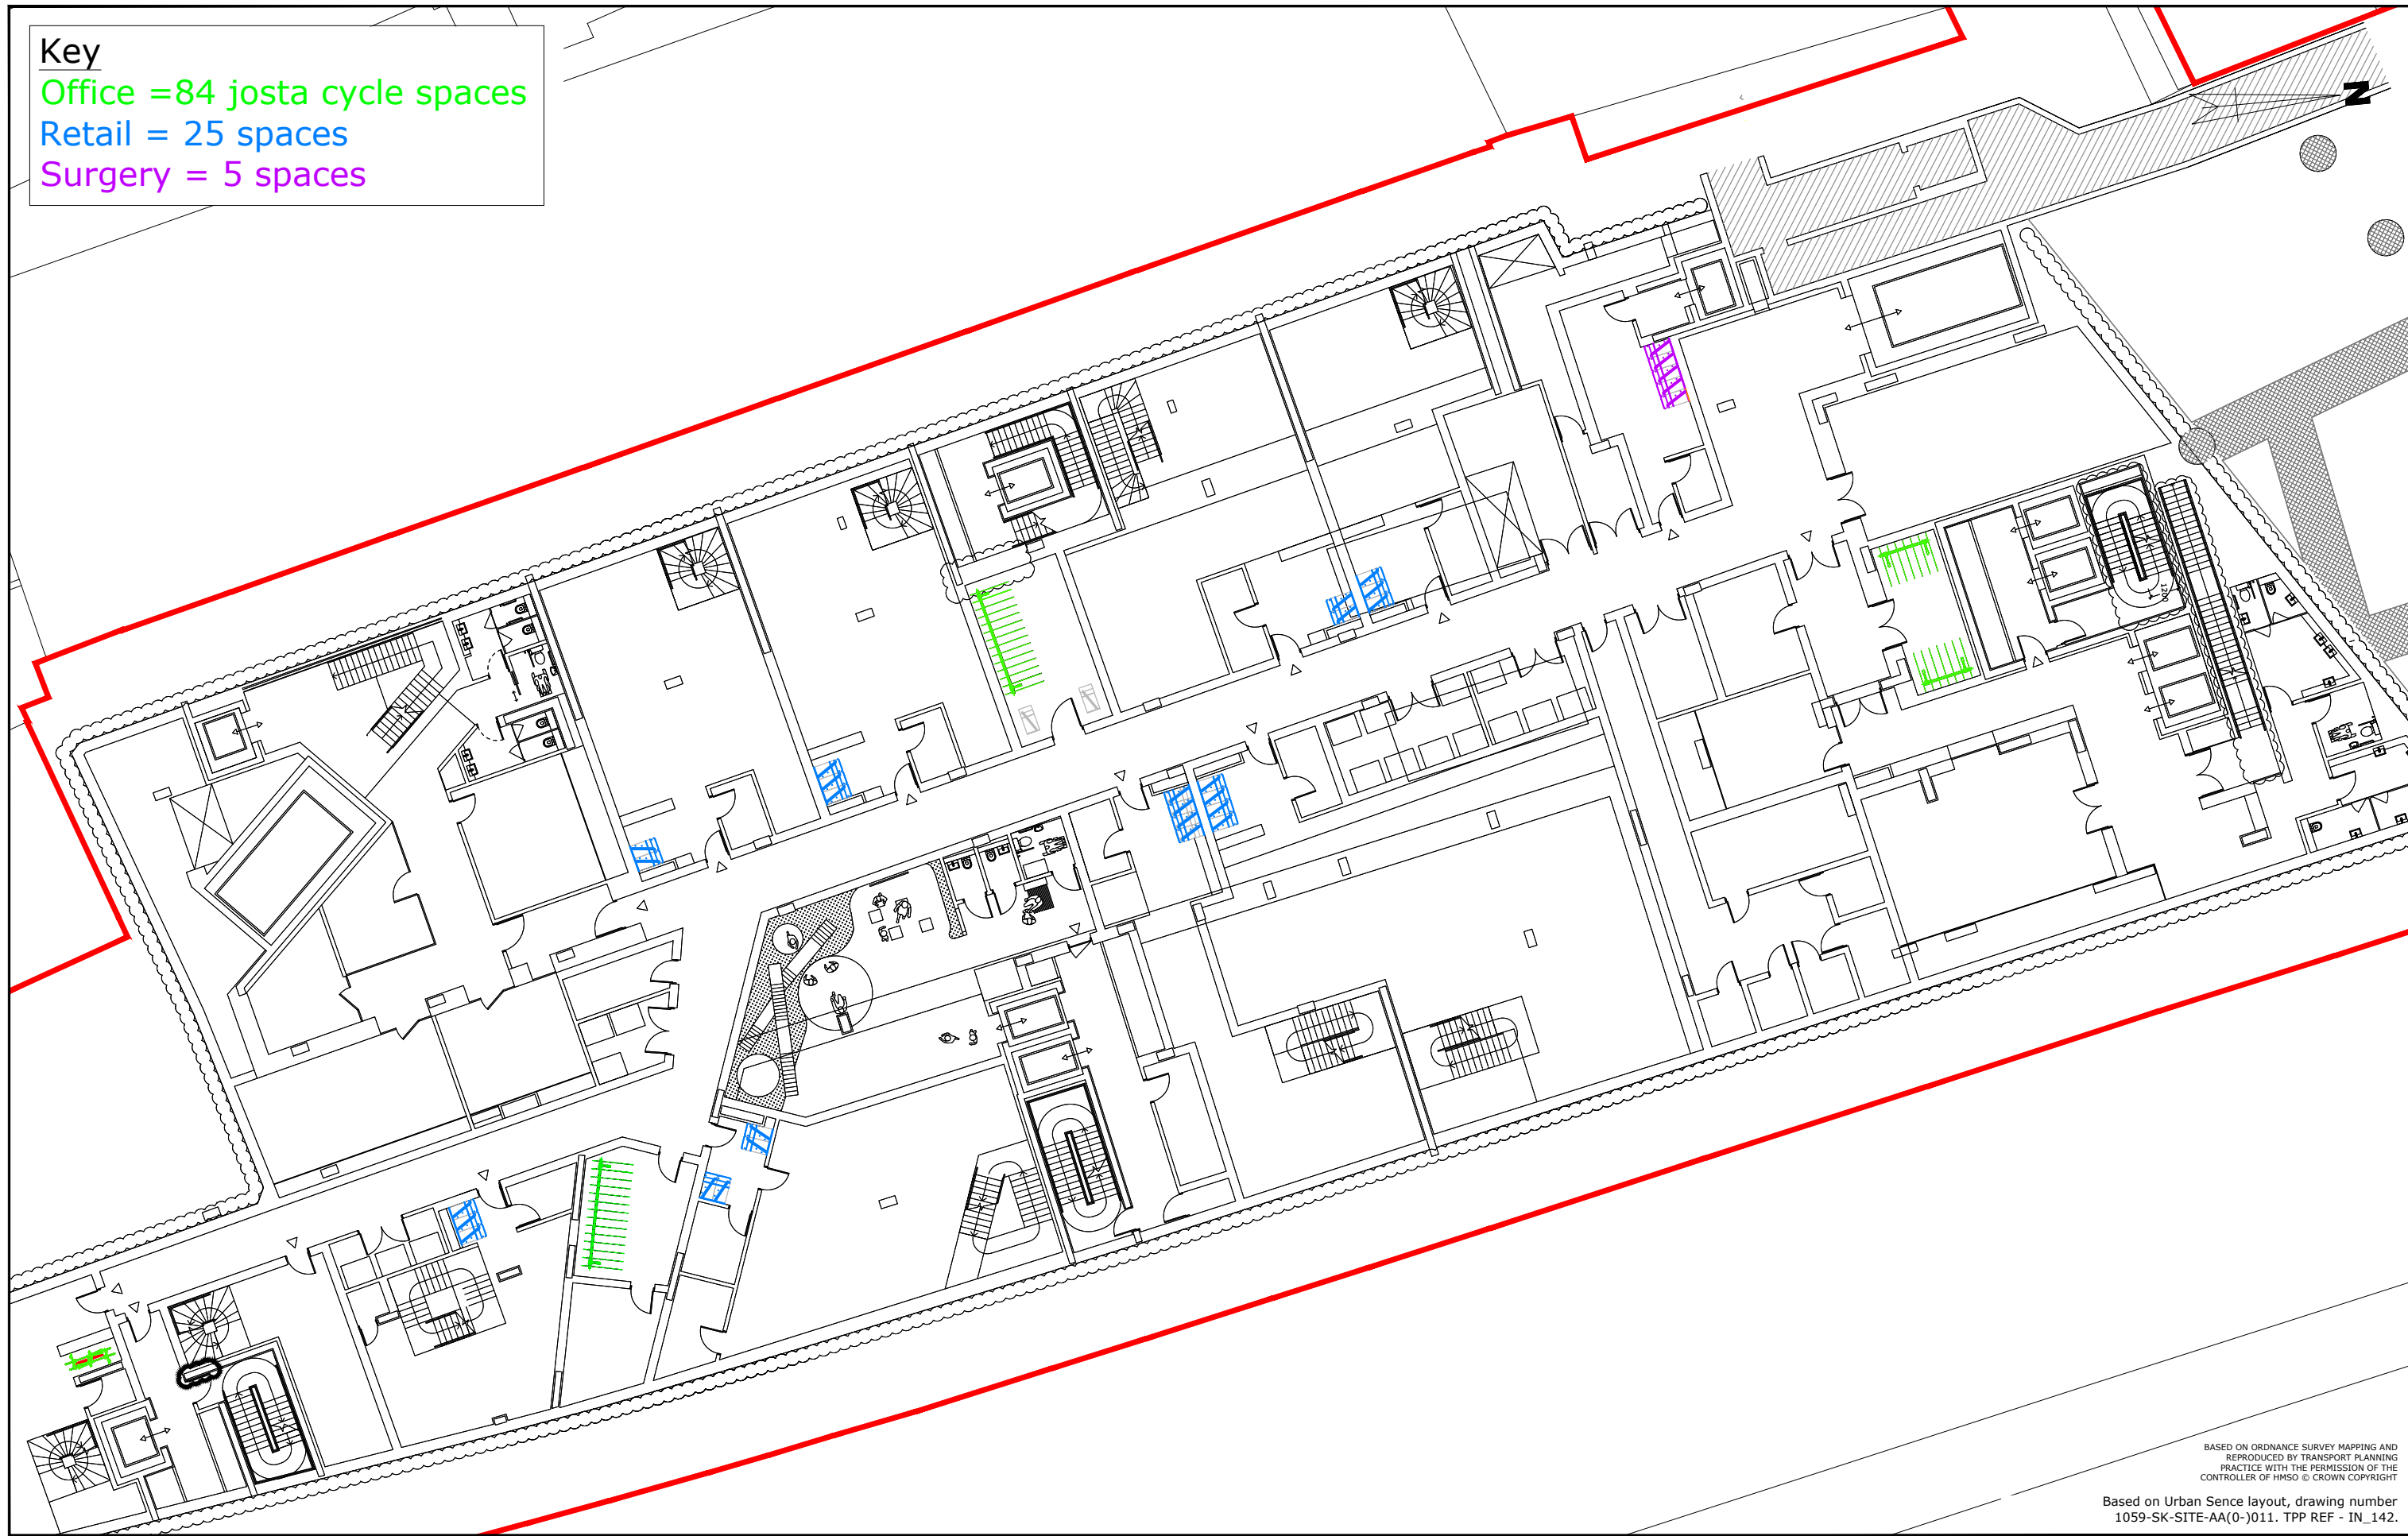 Key
Office =84 josta cycle spaces
Retail = 25 spaces
Surgery = 5 spaces
N
1200
BASED ON ORDNANCE SURVEY MAPPING AND
REPRODUCED BY TRANSPORT PLANNING
PRACTICE WITH THE PERMISSION OF THE
CONTROLLER OF HMSO © CROWN COPYRIGHT
Based on Urban Sence layout, drawing number
1059-SK-SITE-AA(0-)011. TPP REF - IN_142.